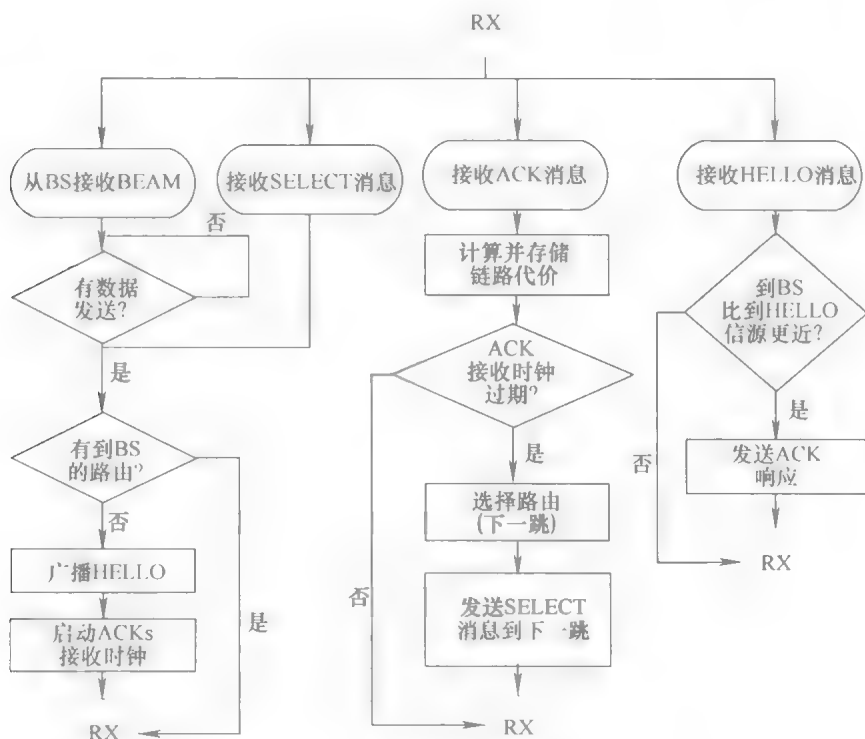 RX
从BS接收BEAM
接收SELECT消息
接收ACK消息
接收HELLO消息
否
有数据
发送?
是
有到BS
的路由?
否
广播HELLO
启动ACKs
接收时钟
是
RX
计算并存储
链路代价
ACK
接收时钟
过期?
是
选择路由
(下一跳)
否
发送SELECT
消息到下一跳
RX
到BS
比到HELLO
信源更近?
是
否
发送ACK
响应
RX